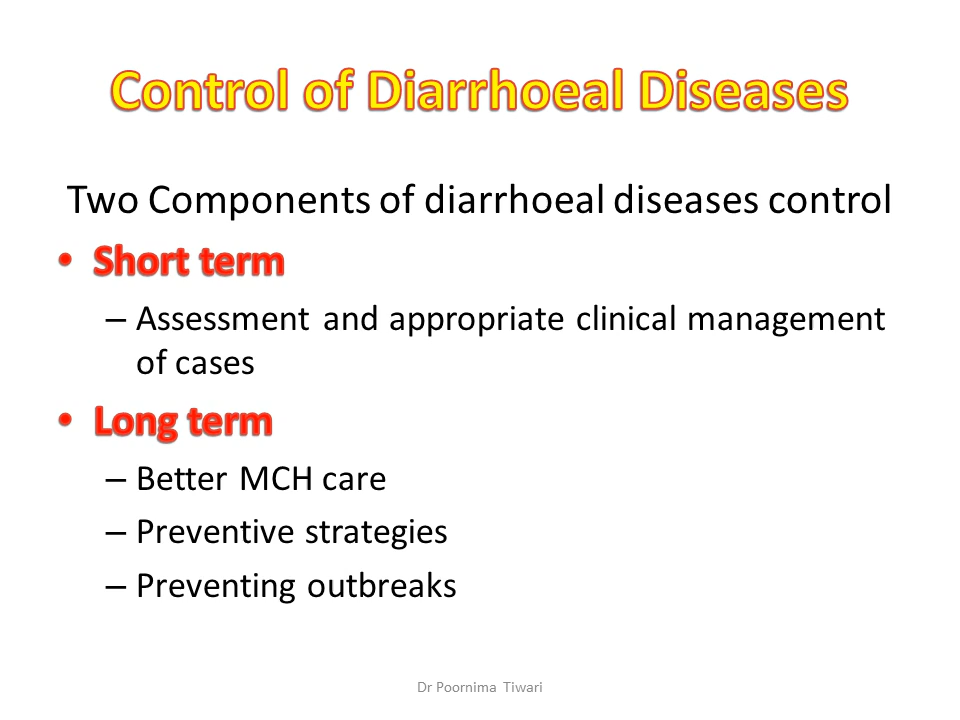 Control of Diarrhoeal Diseases
Two Components of diarrhoeal diseases control
• Short term
– Assessment and appropriate clinical management
of cases
• Long term
– Better MCH care
– Preventive strategies
– Preventing outbreaks
Dr Poornima Tiwari